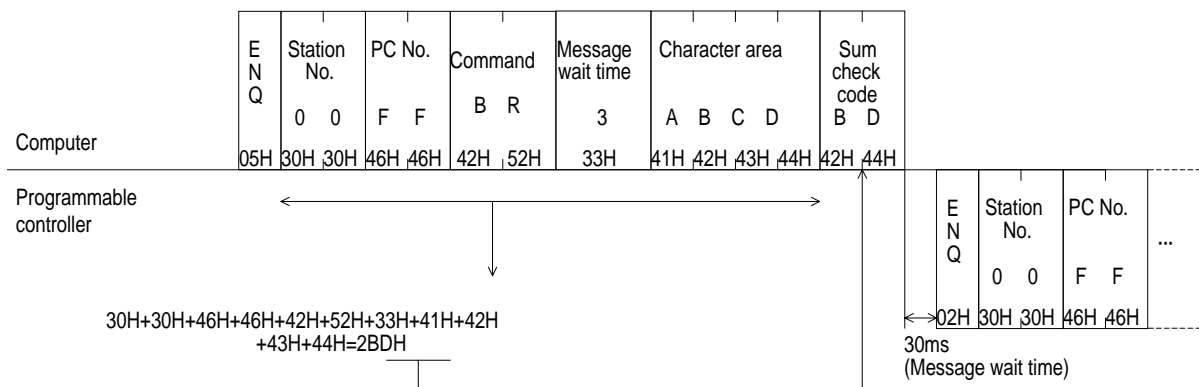 E N Q
Station No.
PC No.
Command
Message wait time
Character area
Sum check code
0 0
F F
B R
3
A B C D
B D
Computer
05H 30H 30H 46H 46H 42H 52H 33H 41H 42H 43H 44H 42H 44H
Programmable controller
E N Q
Station No.
PC No.
...
0 0
F F
02H 30H 30H 46H 46H
30H+30H+46H+46H+42H+52H+33H+41H+42H
+43H+44H=2BDH
30ms
(Message wait time)